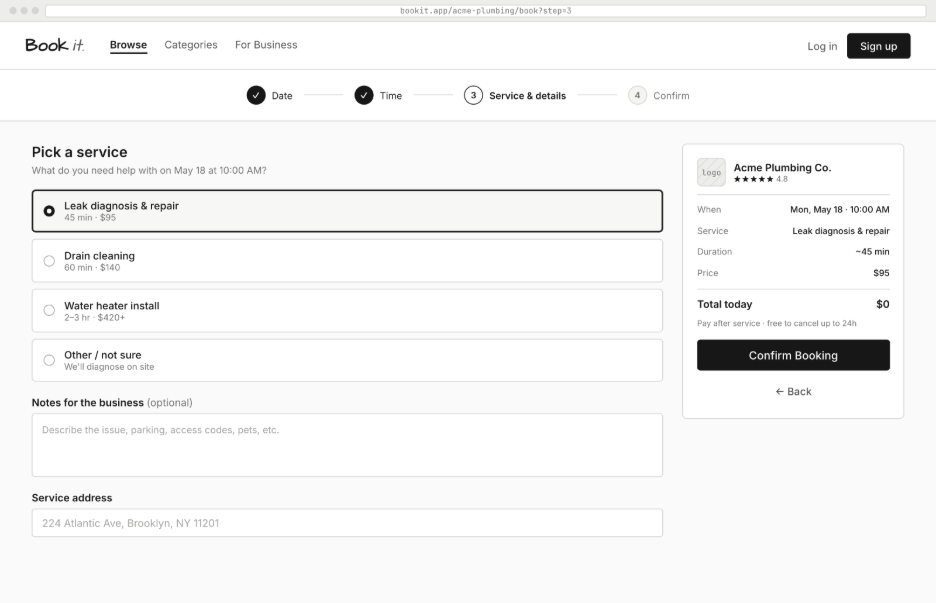 bookit.app/acme-plumbing/book?step=3
Book it.
Browse
Categories
For Business
Log in
Sign up
Date
Time
3
Service & details
4
Confirm
Pick a service
What do you need help with on May 18 at 10:00 AM?
Leak diagnosis & repair
45 min · $95
Drain cleaning
60 min · $140
Water heater install
2–3 hr · $420+
Other / not sure
We'll diagnose on site
Notes for the business (optional)
Describe the issue, parking, access codes, pets, etc.
Service address
224 Atlantic Ave, Brooklyn, NY 11201
logo
Acme Plumbing Co.
★★★★★ 4.8
When Mon, May 18 · 10:00 AM
Service Leak diagnosis & repair
Duration ~45 min
Price $95
Total today $0
Pay after service · free to cancel up to 24h
Confirm Booking
← Back